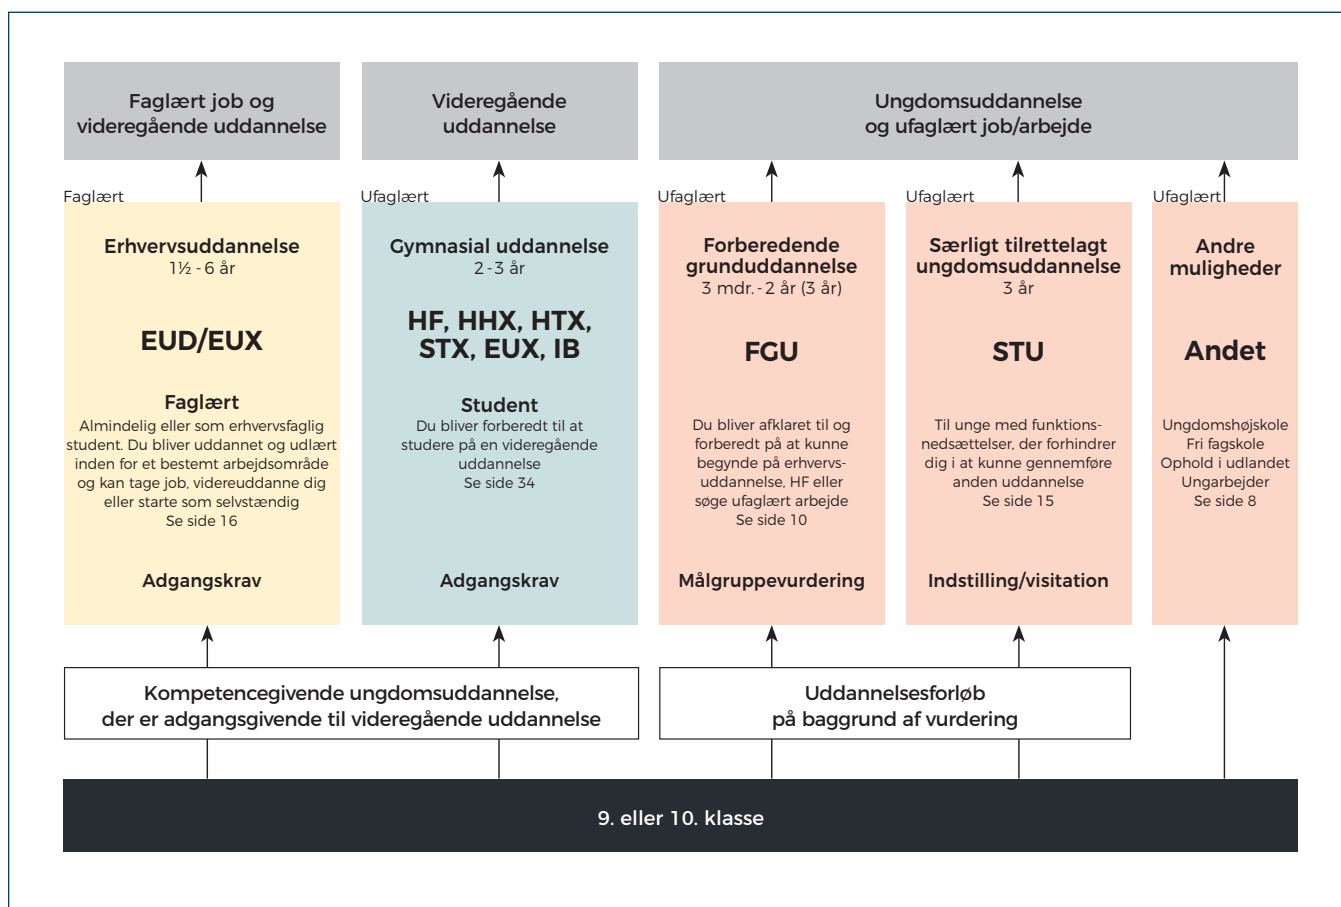 Faglært job og
videregående uddannelse
Videregående
uddannelse
Ungdomsuddannelse
og ufaglært job/arbejde
Faglært
Erhvervsuddannelse
1½ - 6 år
EUD/EUX
Faglært
Almindelig eller som erhvervsfaglig
student. Du bliver uddannet og udlært
inden for et bestemt arbejdsområde
og kan tage job, videreuddanne dig
eller starte som selvstændig
Se side 16
Adgangskrav
Ufaglært
Gymnasial uddannelse
2 - 3 år
HF, HHX, HTX,
STX, EUX, IB
Student
Du bliver forberedt til at
studere på en videregående
uddannelse
Se side 34
Adgangskrav
Ufaglært
Forberedende
grunduddannelse
3 mdr. - 2 år (3 år)
FGU
Du bliver afklaret til og
forberedt på at kunne
begynde på erhvervs-
uddannelse, HF eller
søge ufaglært arbejde
Se side 10
Målgruppevurdering
Ufaglært
Særligt tilrettelagt
ungdomsuddannelse
3 år
STU
Til unge med funktions-
nedsættelser, der forhindrer
dig i at kunne gennemføre
anden uddannelse
Se side 15
Indstilling/visitation
Ufaglært
Andre
muligheder
Andet
Ungdomshøjskole
Fri fagskole
Ophold i udlandet
Ungarbejder
Se side 8
Kompetencegivende ungdomsuddannelse,
der er adgangsgivende til videregående uddannelse
Uddannelsesforløb
på baggrund af vurdering
9. eller 10. klasse